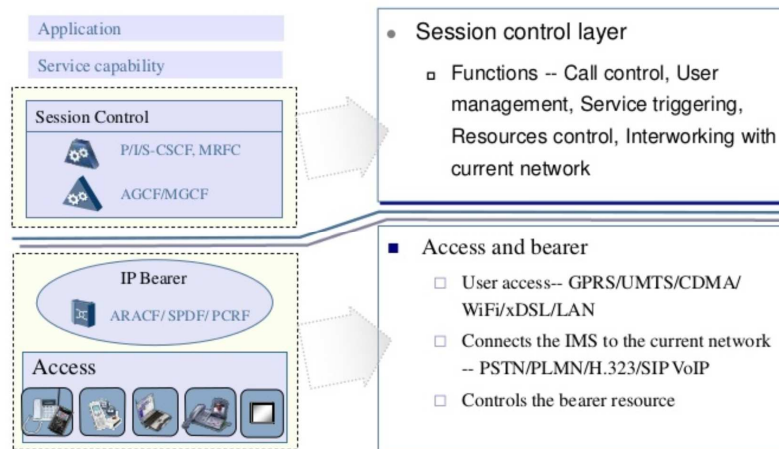 Application
Service capability
Session Control
P/I/S-CSCF, MRFC
AGCF/MGCF
Session control layer
Functions -- Call control, User
management, Service triggering,
Resources control, Interworking with
current network
IP Bearer
ARACF/ SPDF/ PCRF
Access
Access and bearer
User access-- GPRS/UMTS/CDMA/
WiFi/xDSL/LAN
Connects the IMS to the current network
-- PSTN/PLMN/H.323/SIP VoIP
Controls the bearer resource